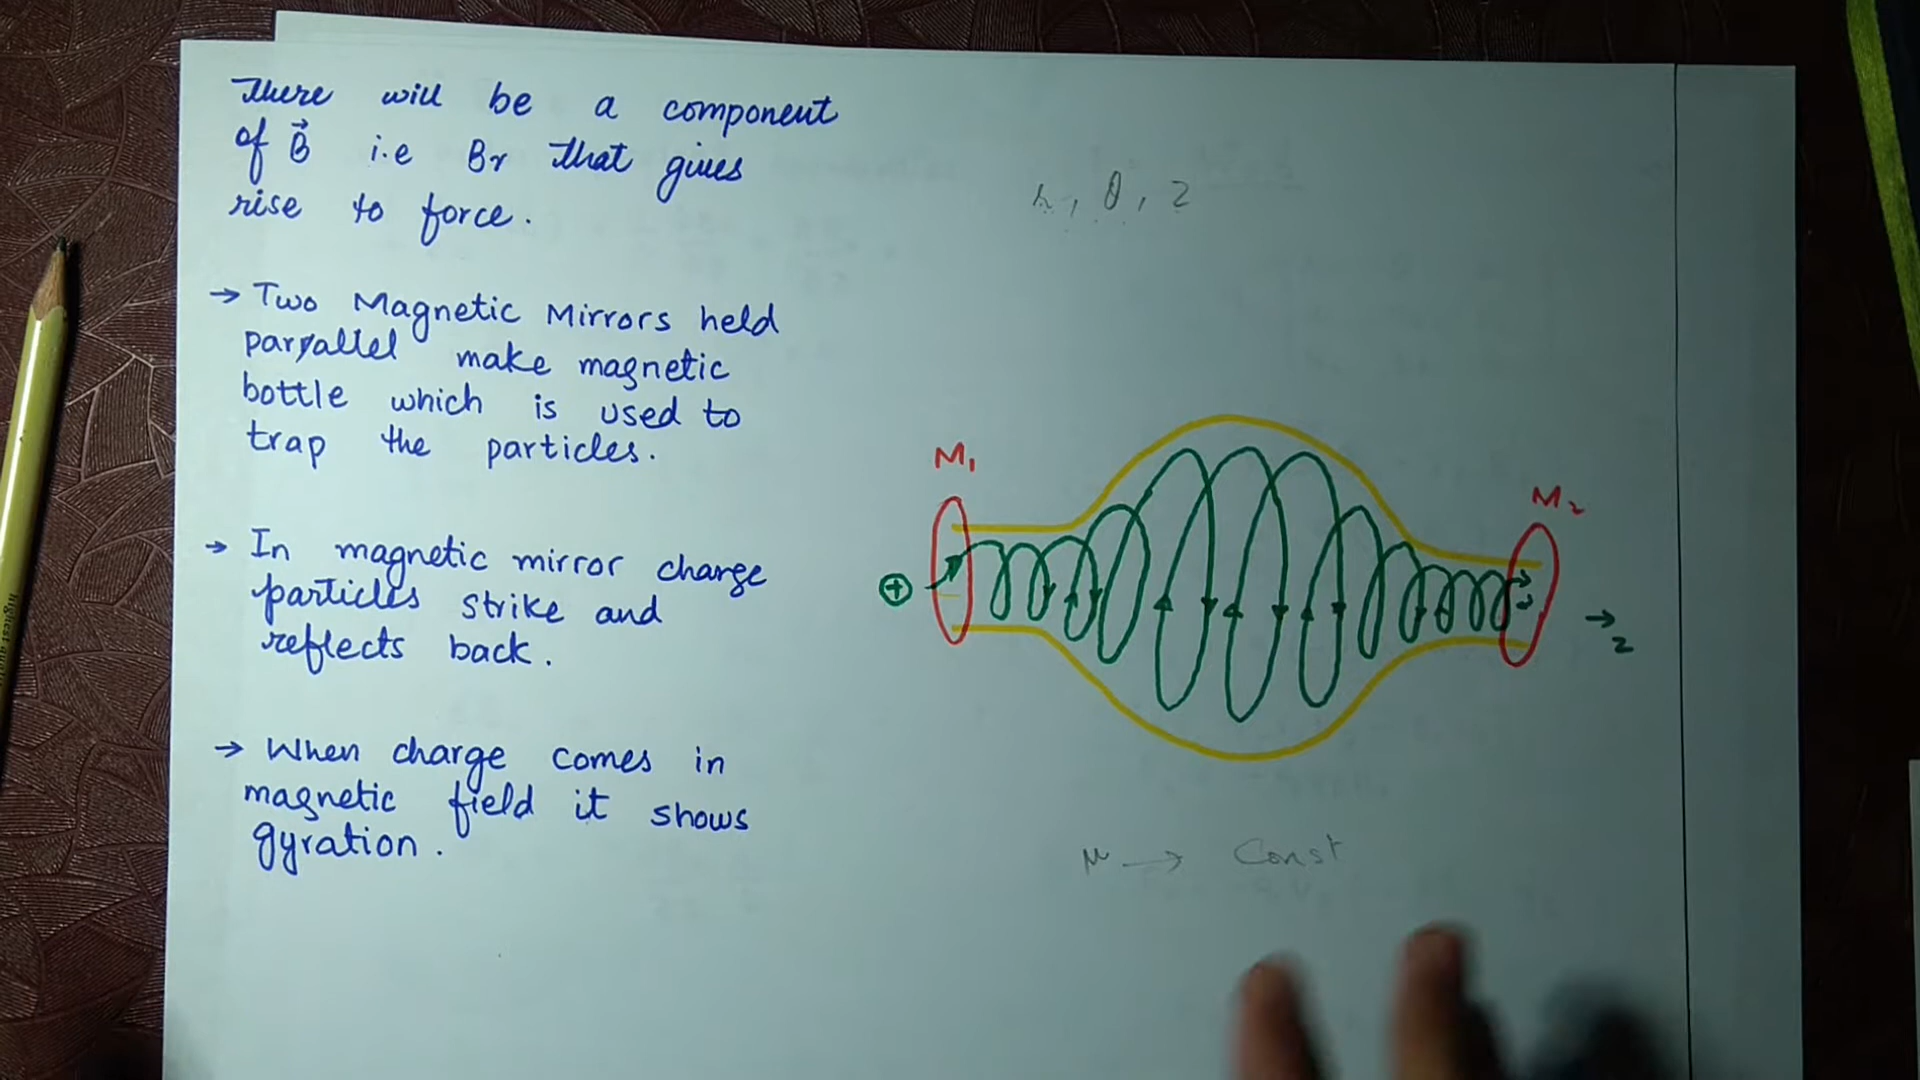 There will be a component
of B⃗ i.e Br that gives
rise to force.
→ Two Magnetic Mirrors held
parallel make magnetic
bottle which is used to
trap the particles.
→ In magnetic mirror charge
particles strike and
reflects back.
→ When charge comes in
magnetic field it shows
gyration.
r, θ, z
M₁
M₂
+
→
z
μ → Const